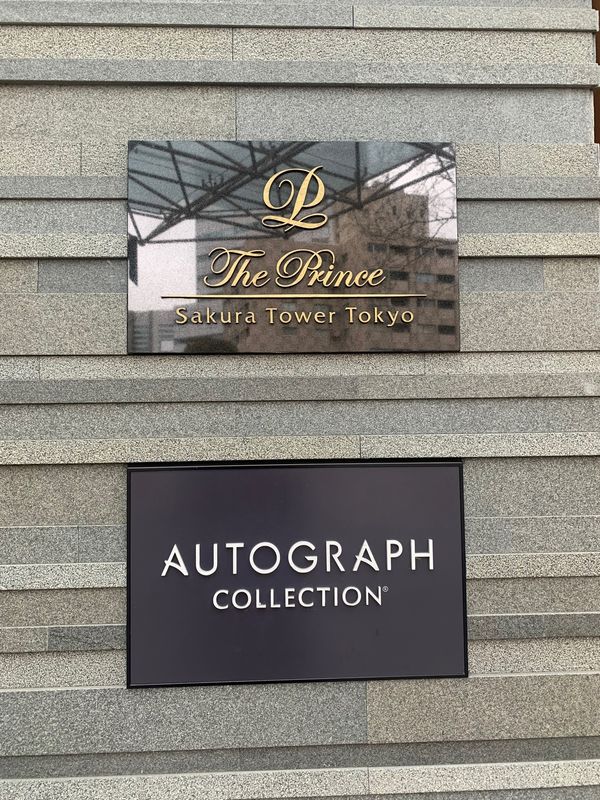 P
The Prince
Sakura Tower Tokyo
AUTOGRAPH
COLLECTION®